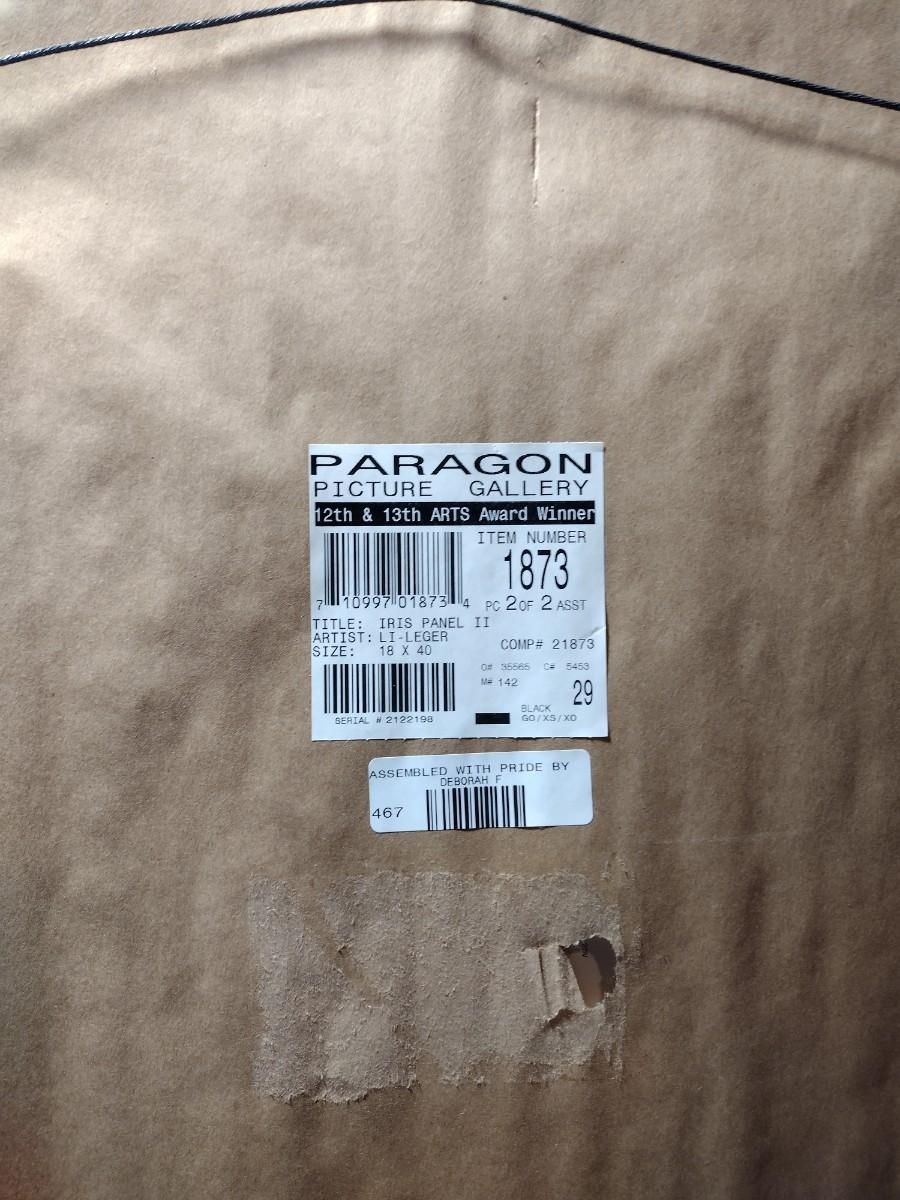 PARAGON
PICTURE GALLERY
12th & 13th ARTS Award Winner
ITEM NUMBER
1873
7 10997 01873 4
PC 2 OF 2 ASST
TITLE: IRIS PANEL II
ARTIST: LI-LEGER
SIZE: 18 X 40
COMP# 21873
O# 35565 C# 5453
M# 142
29
BLACK
GO/XS/XO
SERIAL # 2122198
ASSEMBLED WITH PRIDE BY
DEBORAH F
467